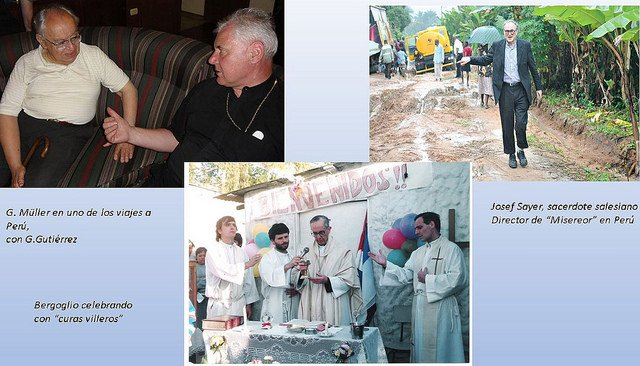 G. Müller en uno de los viajes a
Perú,
con G.Gutiérrez
Josef Sayer, sacerdote salesiano
Director de “Misereor” en Perú
BIENVENIDOS!!
Bergoglio celebrando
con “curas villeros”